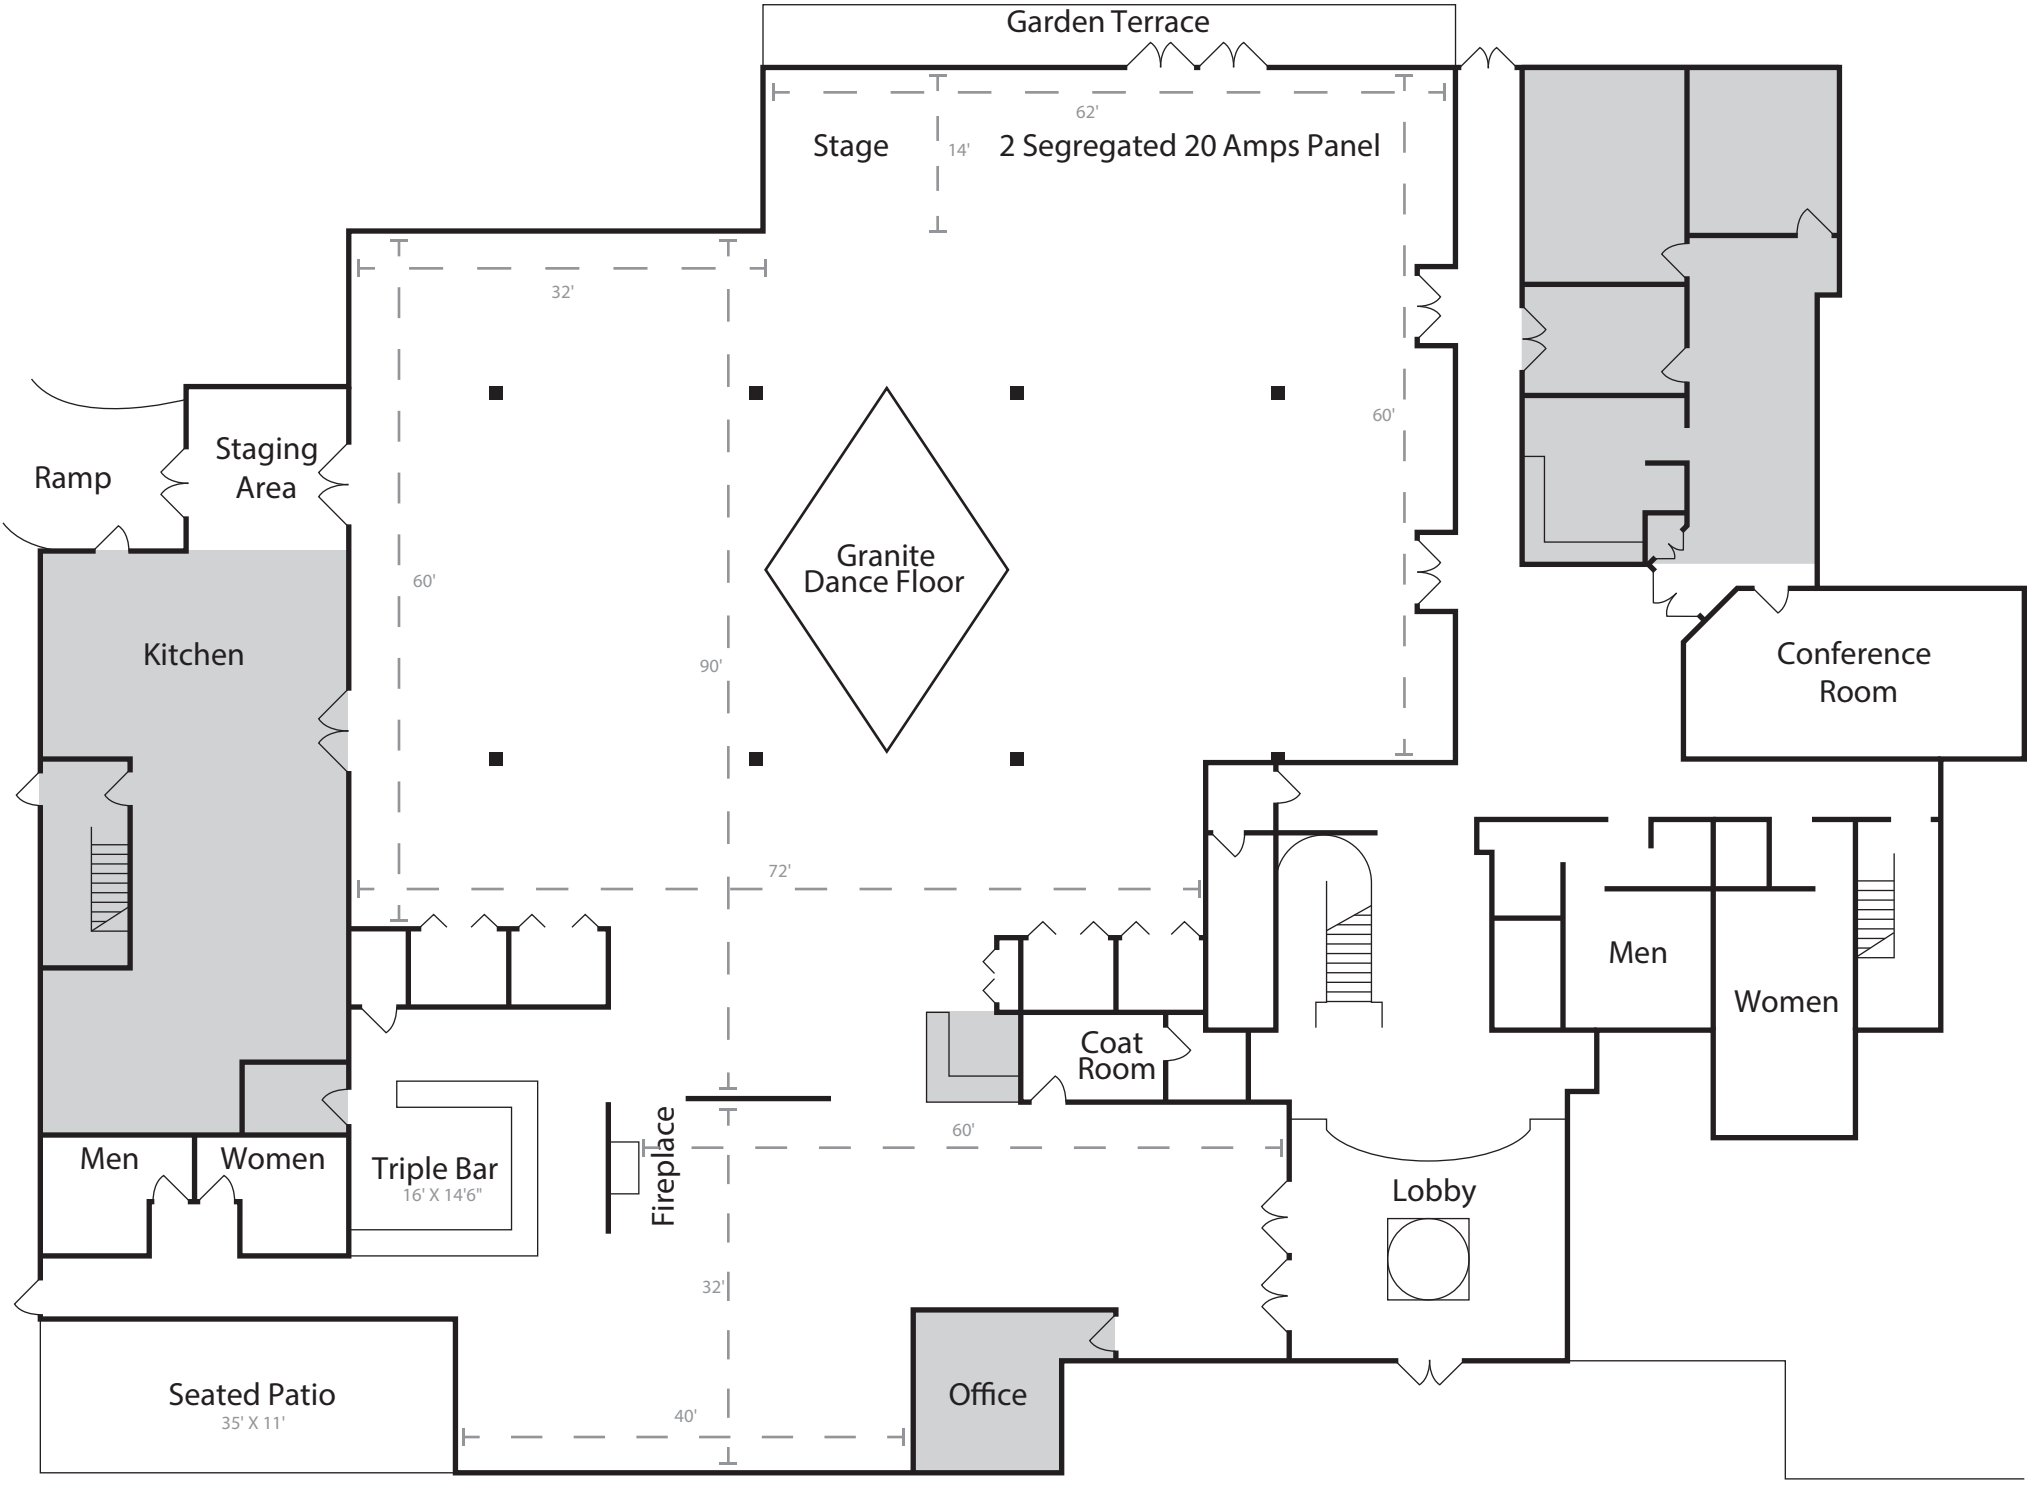 Garden Terrace
62'
Stage
14'
2 Segregated 20 Amps Panel
32'
60'
Staging
Area
Ramp
Granite
Dance Floor
60'
Kitchen
90'
Conference
Room
72'
Men
Women
Coat
Room
Fireplace
60'
Men
Women
Triple Bar
16' X 14'6"
Lobby
32'
Seated Patio
35' X 11'
40'
Office